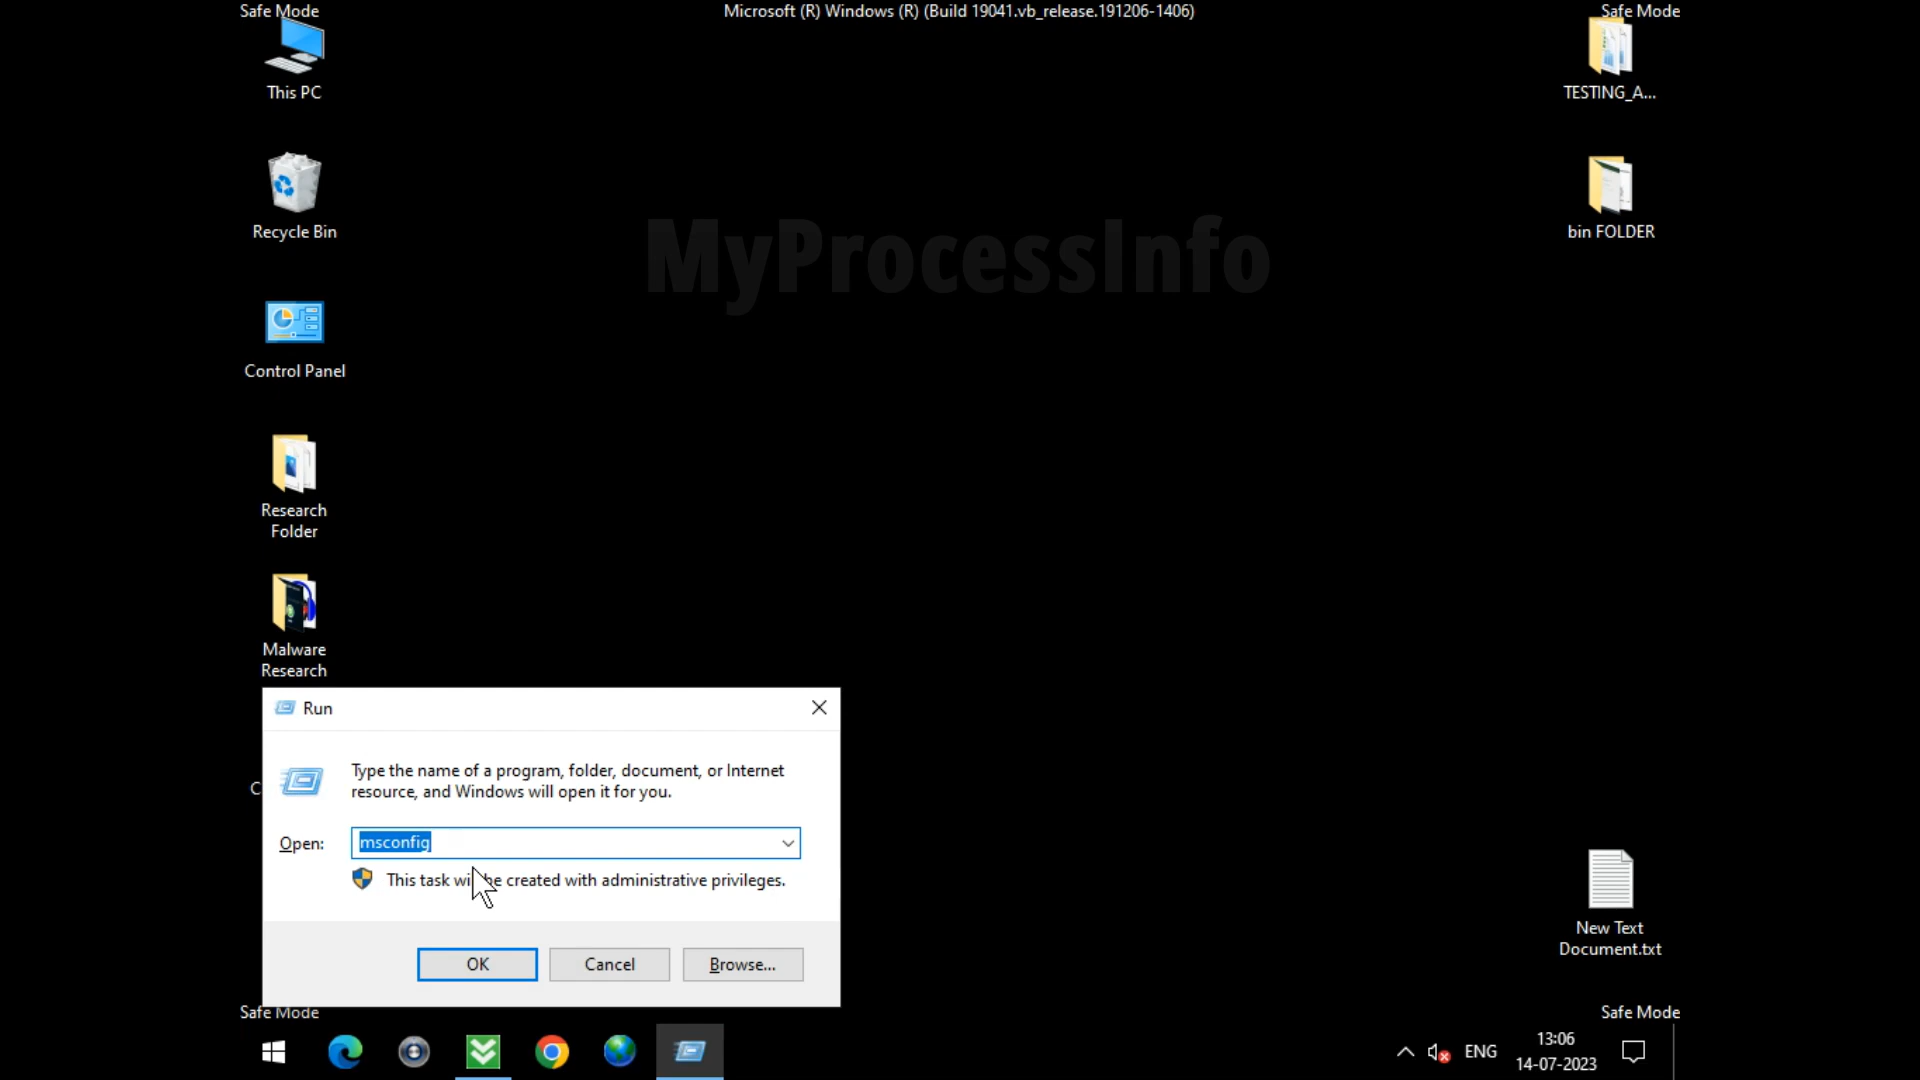 Safe Mode
Microsoft (R) Windows (R) (Build 19041.vb_release.191206-1406)
Safe Mode
This PC
TESTING_A...
Recycle Bin
bin FOLDER
MyProcessInfo
Control Panel
Research
Folder
Malware
Research
Run
Type the name of a program, folder, document, or Internet
resource, and Windows will open it for you.
C
Open:
msconfig
This task will be created with administrative privileges.
OK
Cancel
Browse...
New Text
Document.txt
Safe Mode
Safe Mode
ENG
13:06
14-07-2023